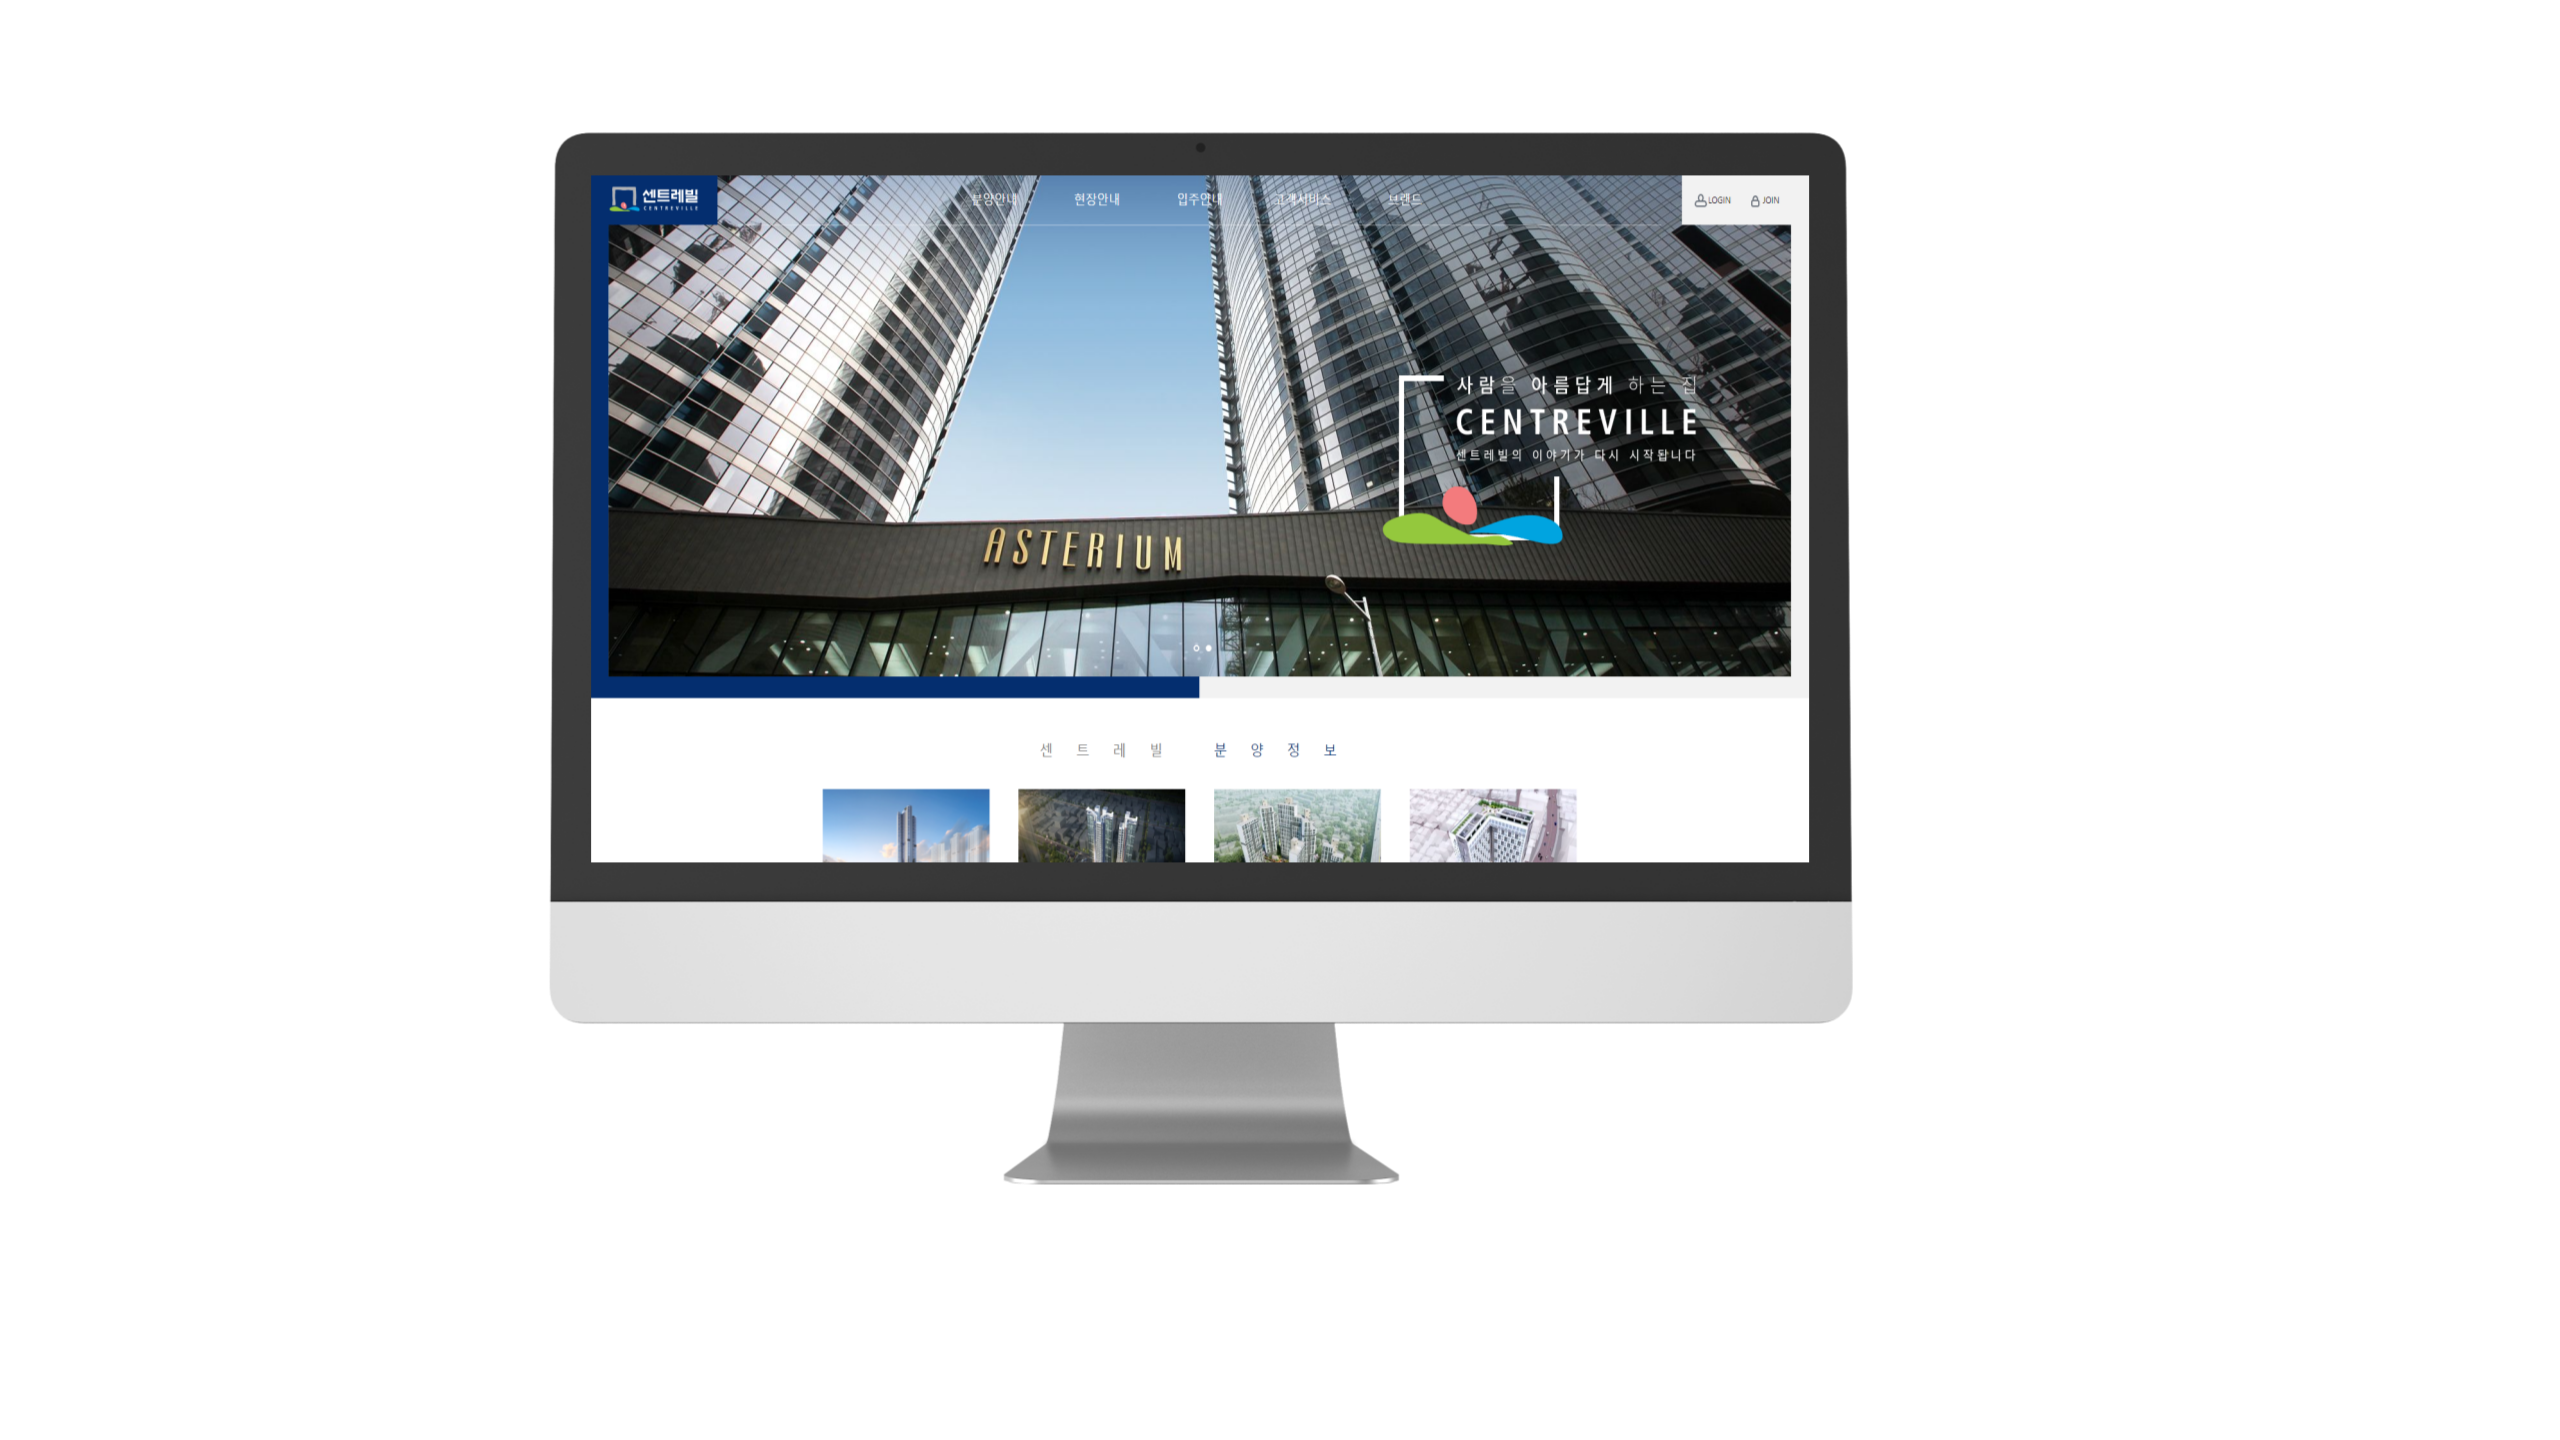 센트레빌
CENTREVILLE
분양안내 현장안내 입주안내 고객서비스 브랜드
LOGIN JOIN
사람을 아름답게 하는 집
CENTREVILLE
센트레빌의 이야기가 다시 시작됩니다
ASTERIUM
센트레빌 분양정보